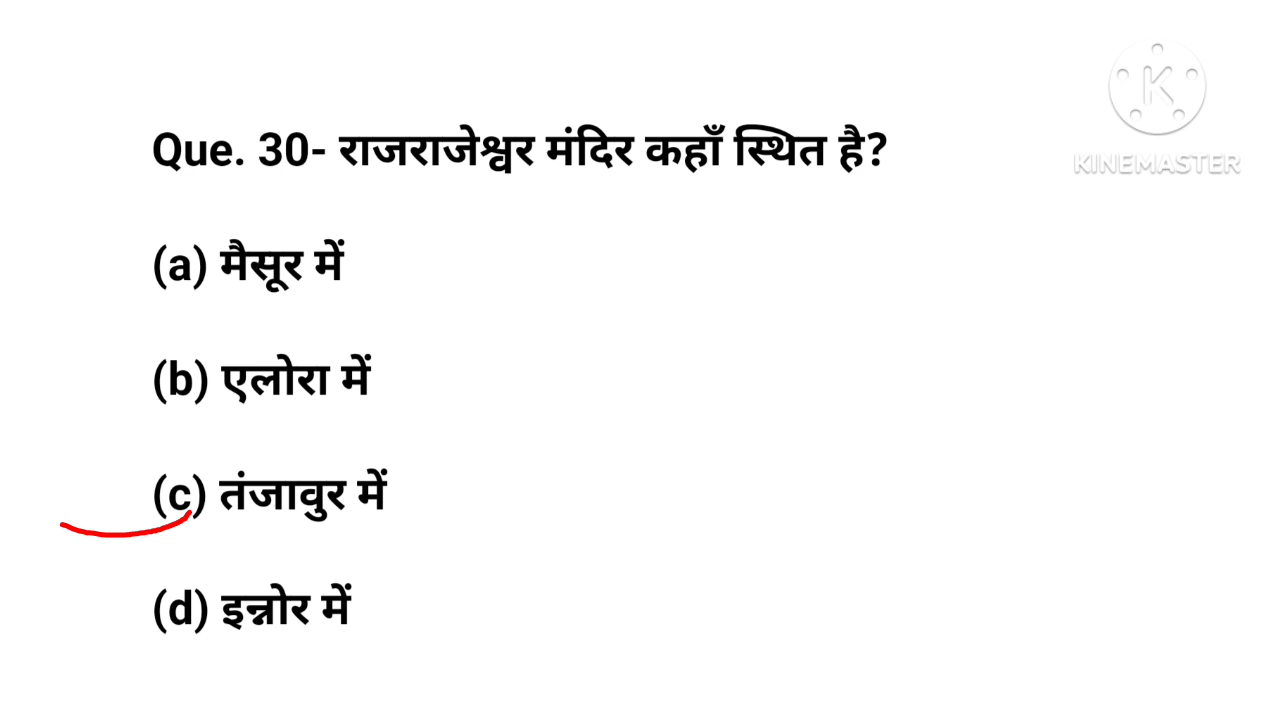 Que. 30- राजराजेश्वर मंदिर कहाँ स्थित है?
KINEMASTER
(a) मैसूर में
(b) एलोरा में
(c) तंजावुर में
(d) इन्नोर में